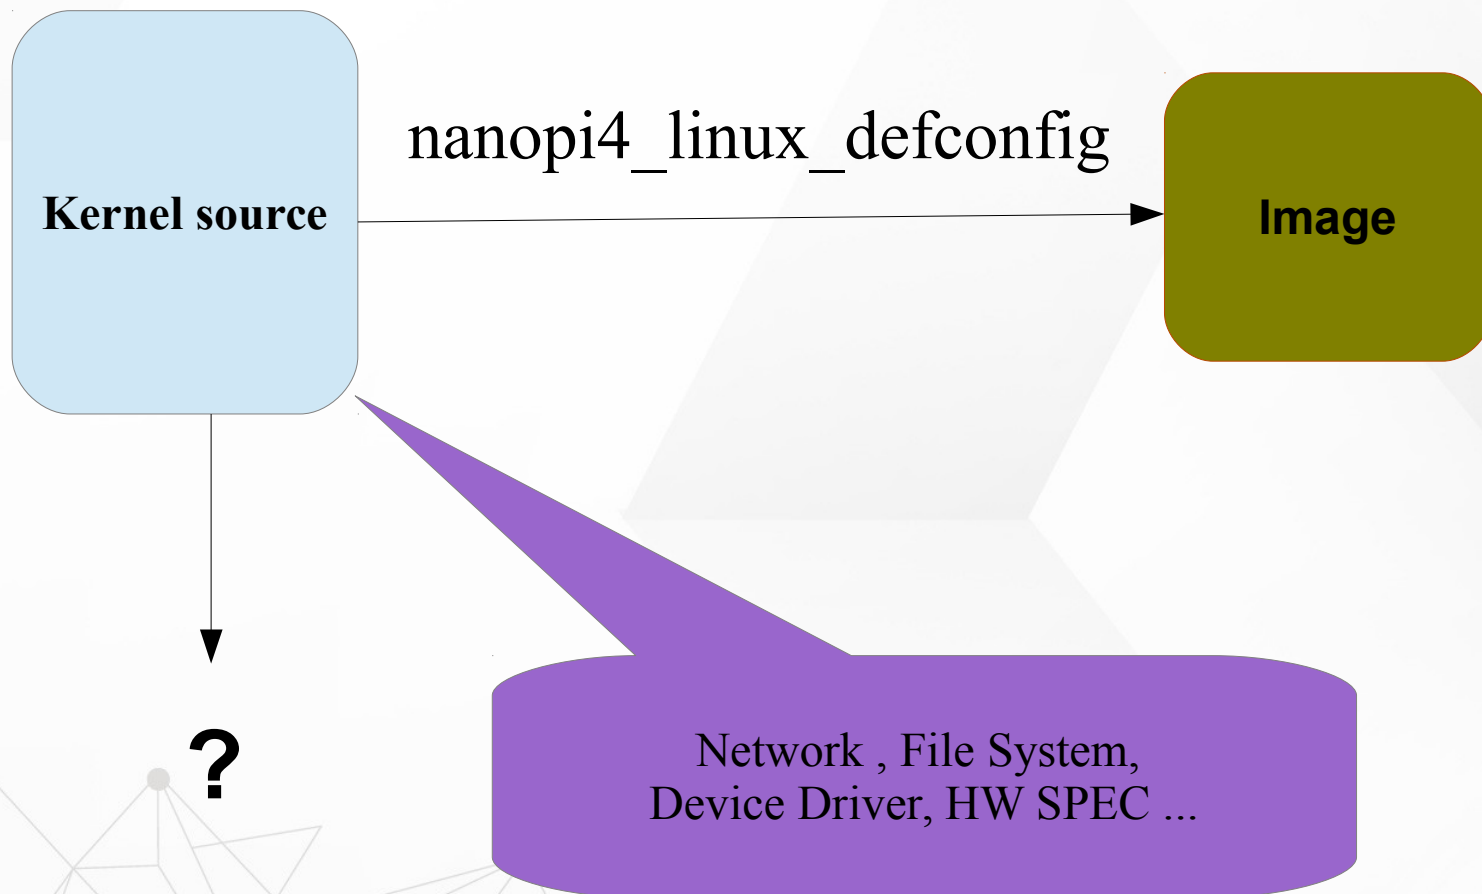 nanopi4_linux_defconfig
Kernel source
Image
?
Network , File System,
Device Driver, HW SPEC ...